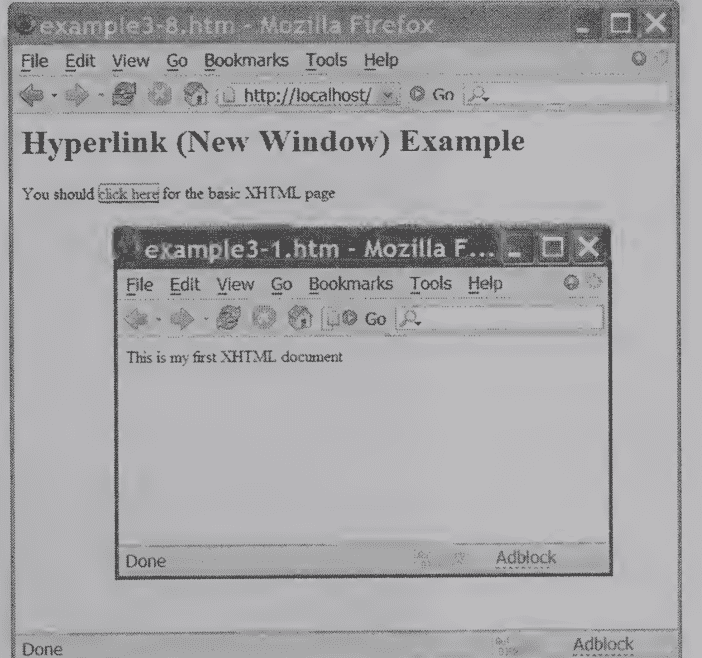 example3-8.htm - Mozilla Firefox
File Edit View Go Bookmarks Tools Help
http://localhost/ Go
Hyperlink (New Window) Example
You should click here for the basic XHTML page
example3-1.htm - Mozilla F...
File Edit View Go Bookmarks Tools Help
Go
This is my first XHTML document
Done Adblock
Done Adblock